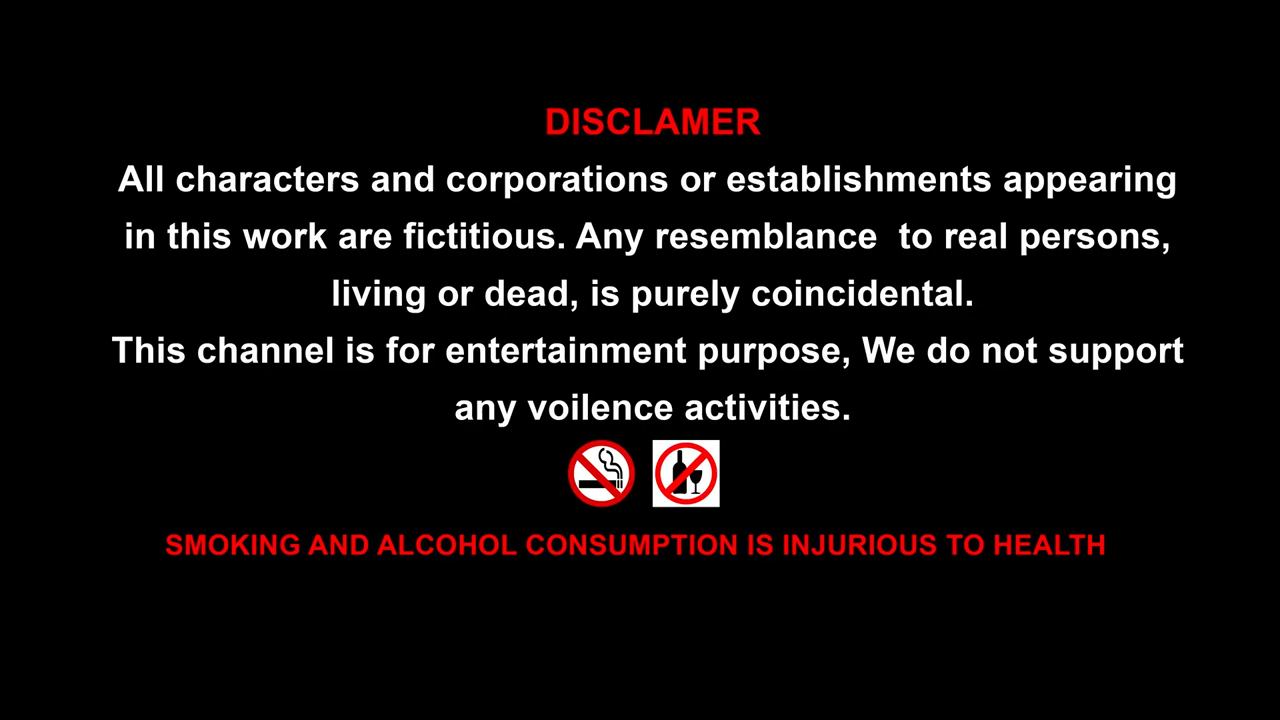 DISCLAMER
All characters and corporations or establishments appearing
in this work are fictitious. Any resemblance  to real persons,
living or dead, is purely coincidental.
This channel is for entertainment purpose, We do not support
any voilence activities.
SMOKING AND ALCOHOL CONSUMPTION IS INJURIOUS TO HEALTH